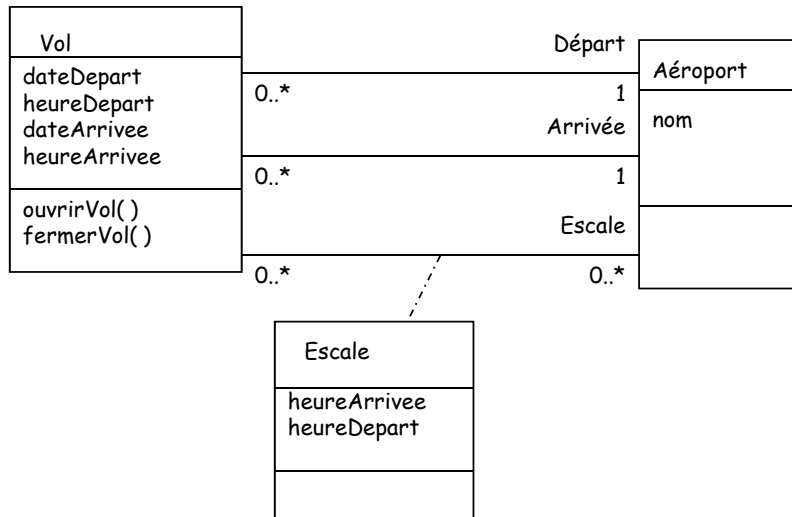 Vol
dateDepart
heureDepart
dateArrivee
heureArrivee
ouvrirVol( )
fermerVol( )
Départ
0..*
1
Arrivée
0..*
1
Escale
0..*
0..*
Aéroport
nom
Escale
heureArrivee
heureDepart